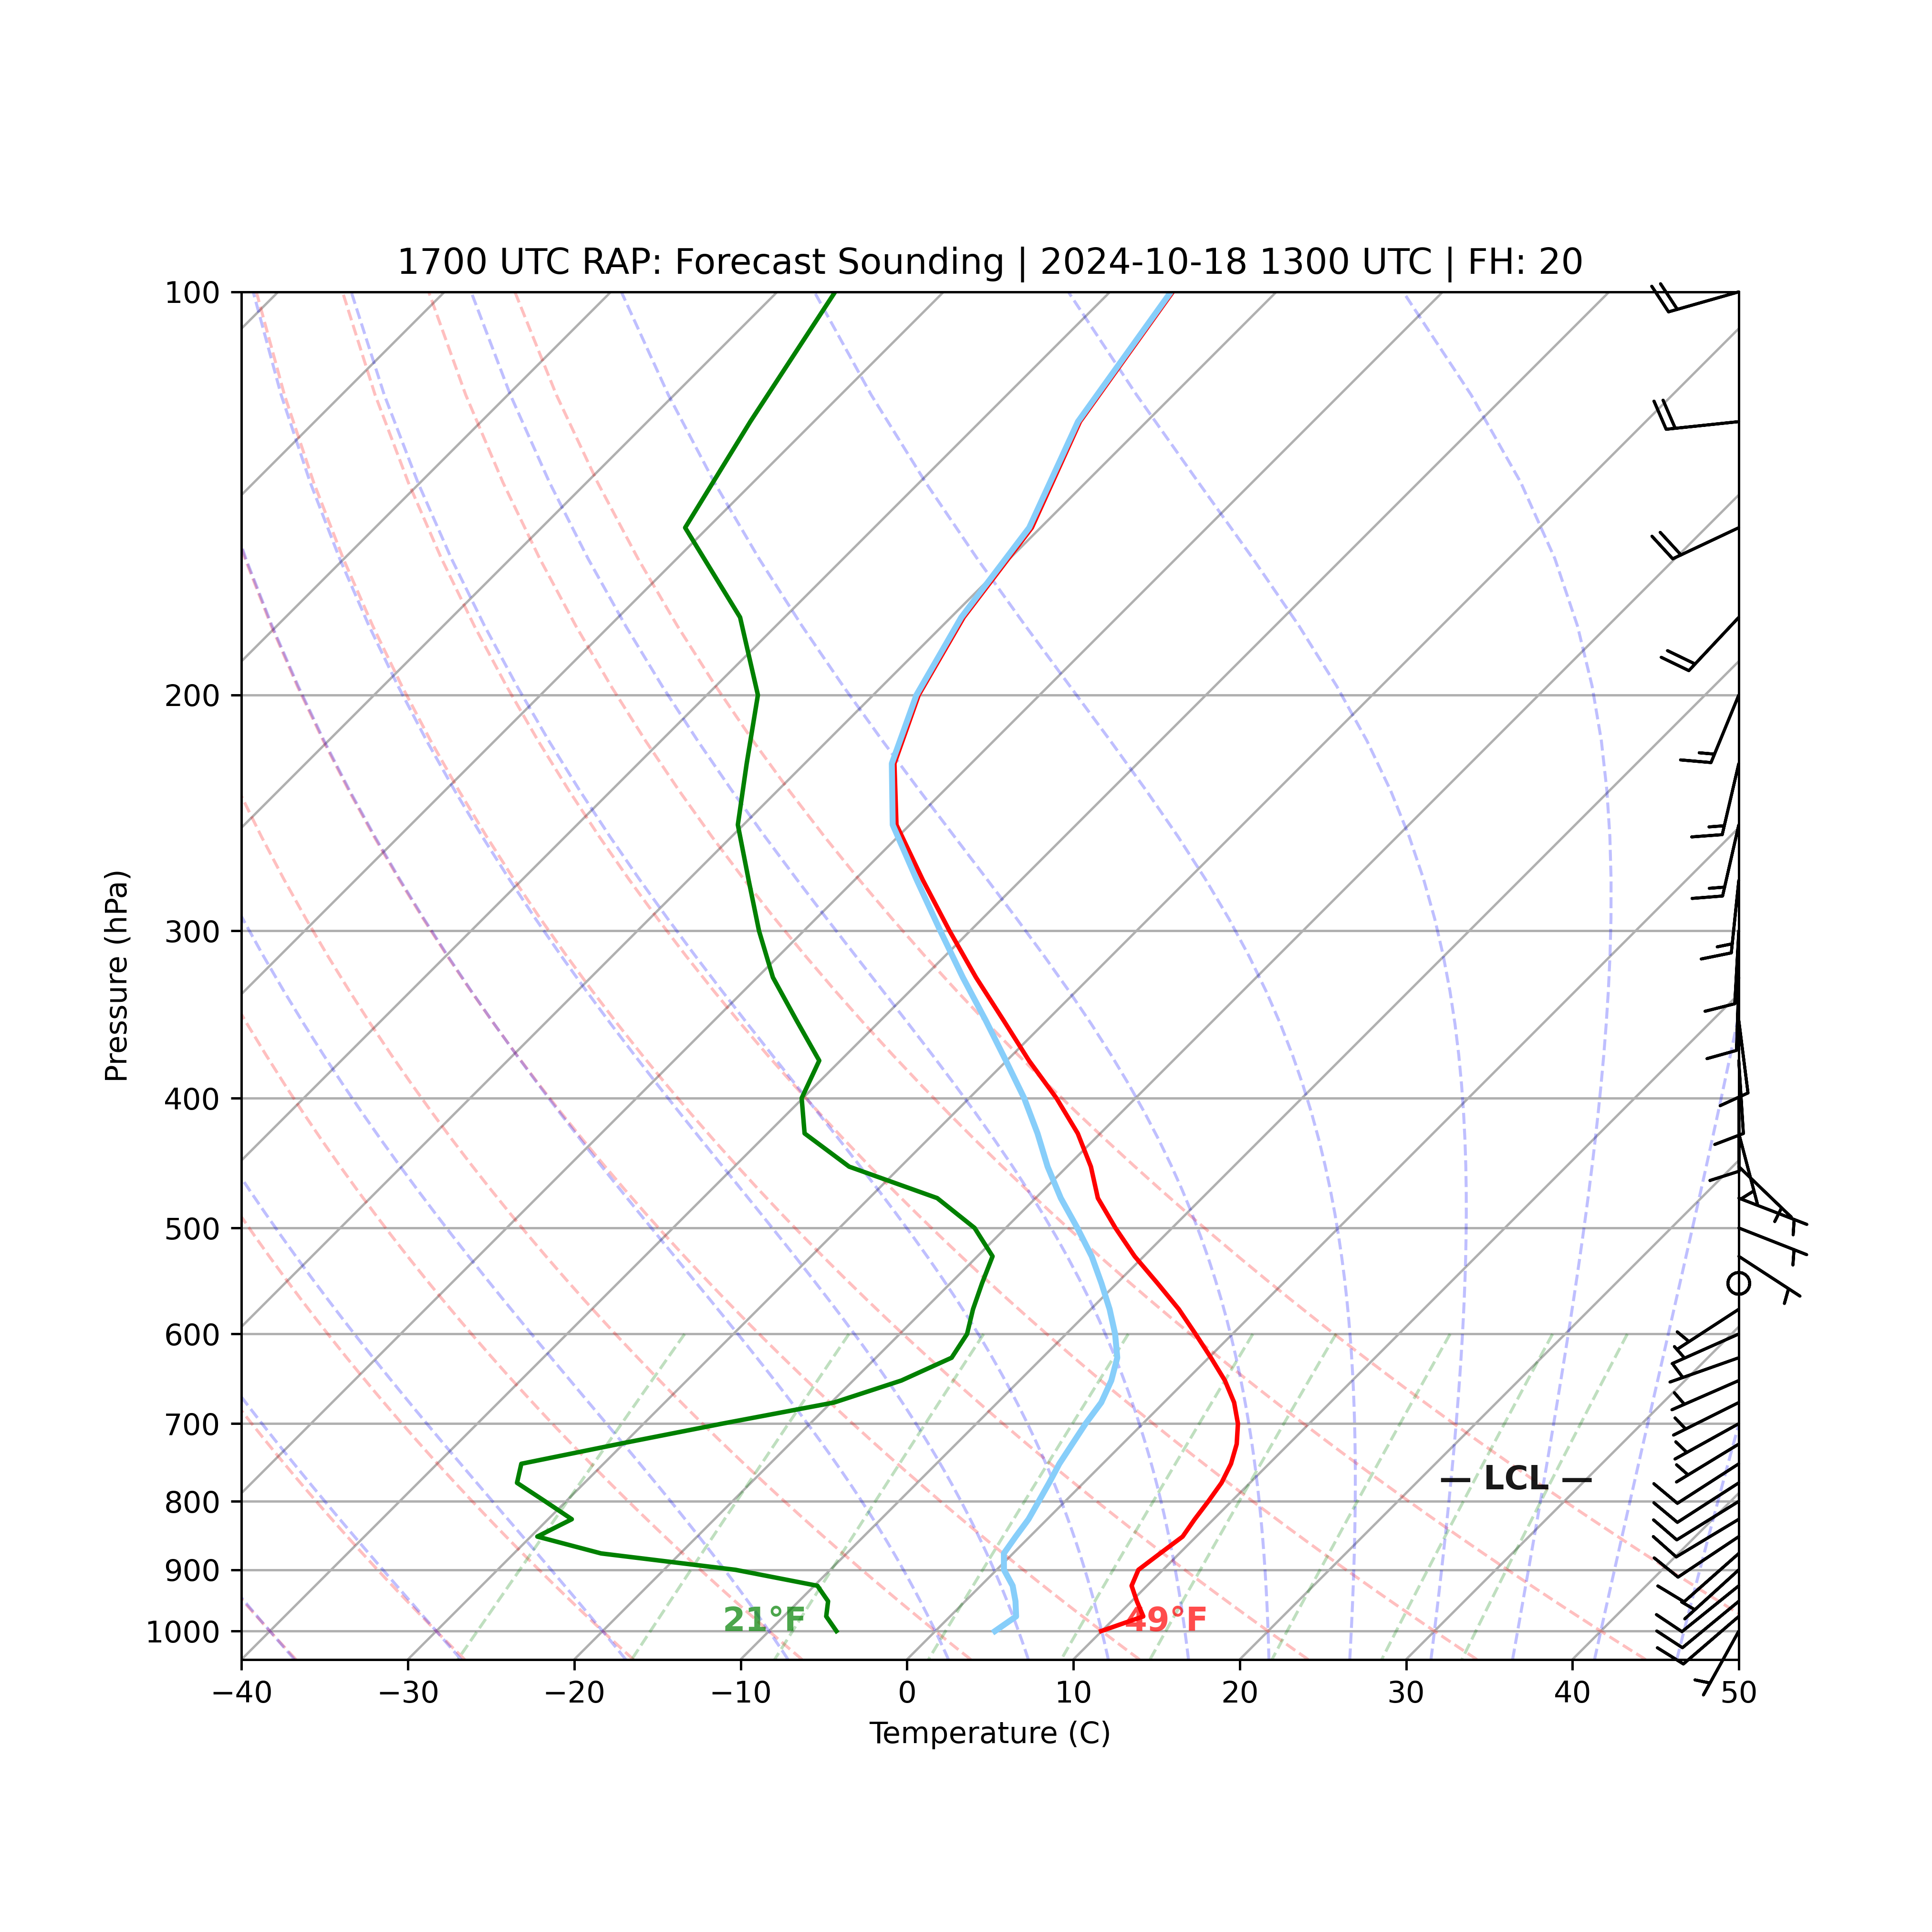 1700 UTC RAP: Forecast Sounding | 2024-10-18 1300 UTC | FH: 20
100
200
300
400
500
600
700
800
900
1000
Pressure (hPa)
— LCL —
21°F
49°F
−40 −30 −20 −10 0 10 20 30 40 50
Temperature (C)